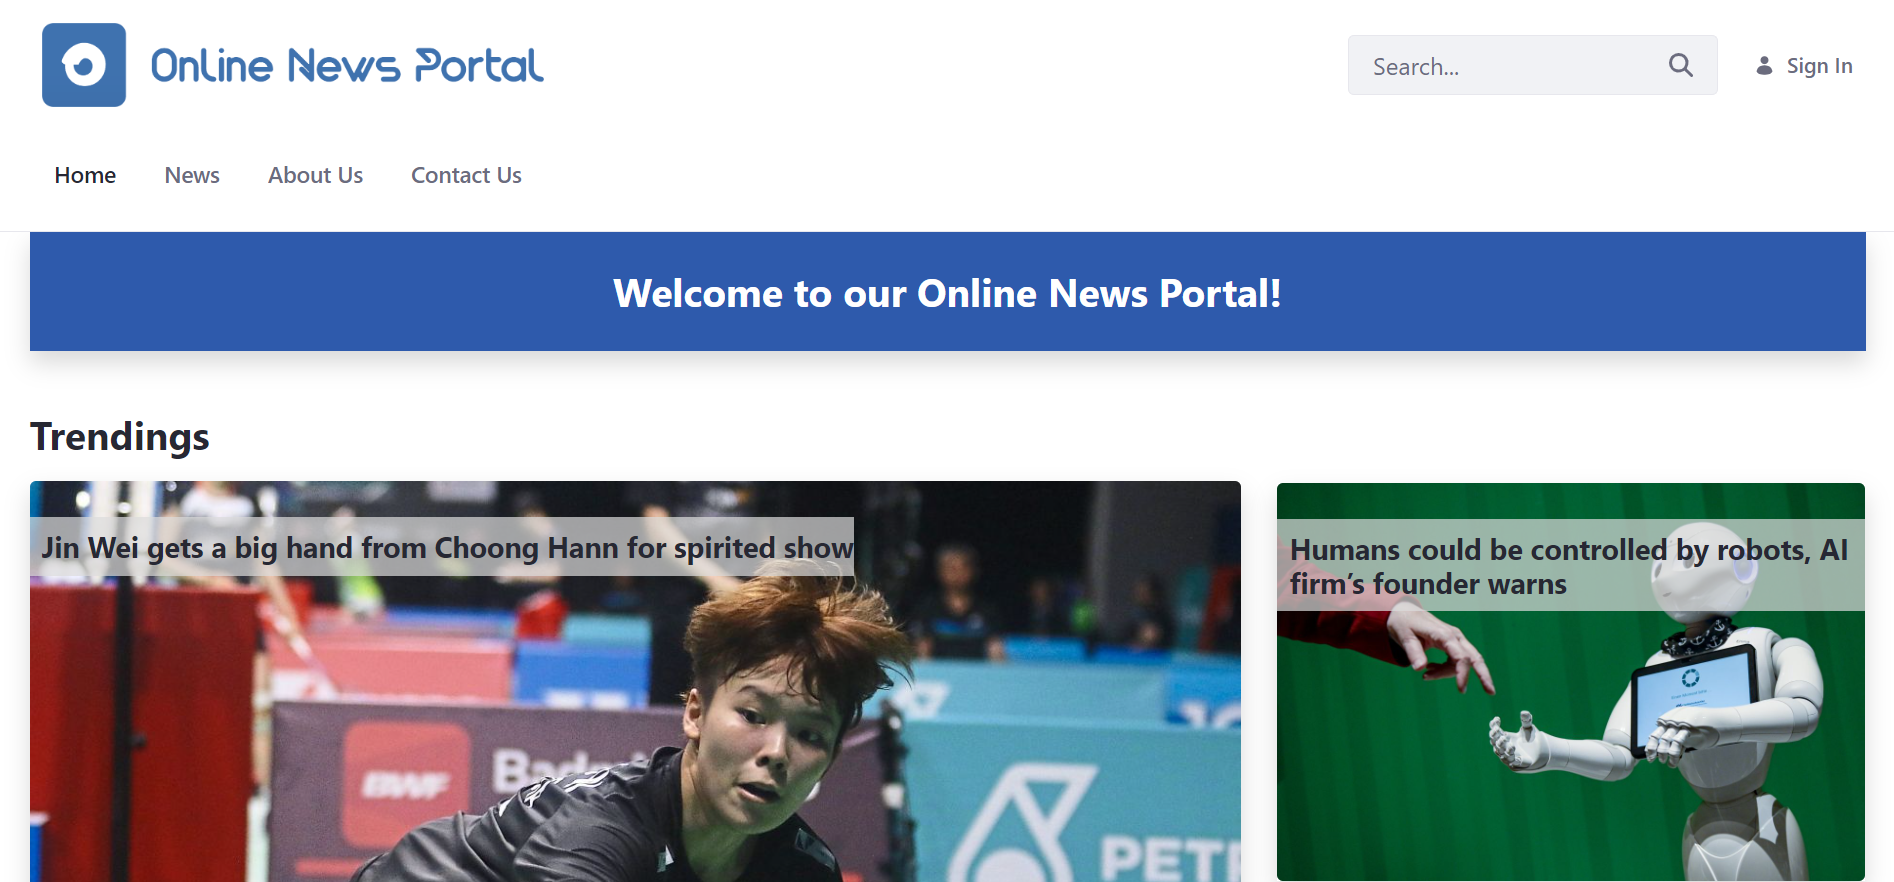 Online News Portal
Search...
Sign In
Home
News
About Us
Contact Us
Welcome to our Online News Portal!
Trendings
Jin Wei gets a big hand from Choong Hann for spirited show
Humans could be controlled by robots, AI
firm’s founder warns
BWF